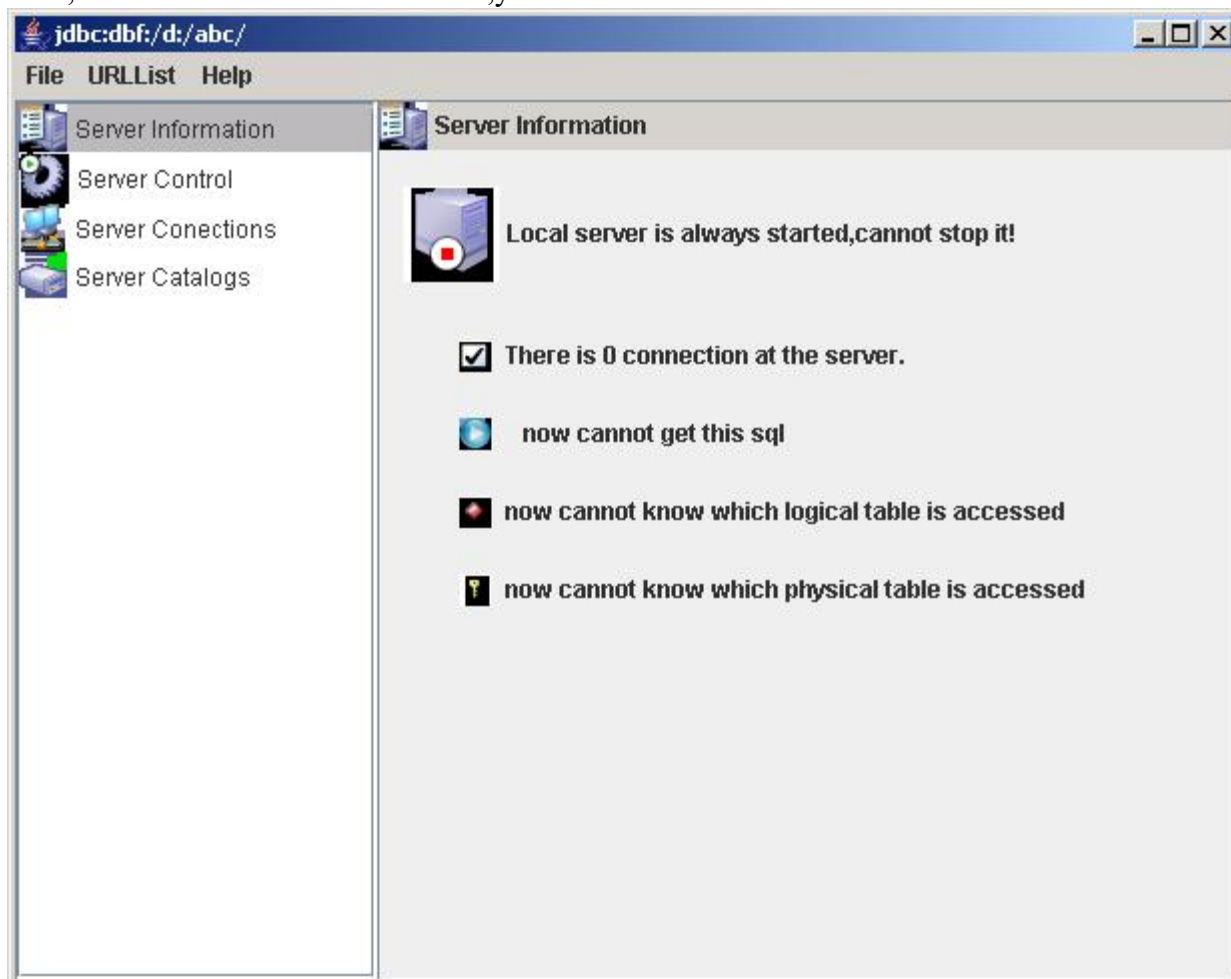 jdbc:dbf:/d:/abc/
File URLList Help
Server Information
Server Control
Server Conections
Server Catalogs
Server Information
Local server is always started,cannot stop it!
There is 0 connection at the server.
now cannot get this sql
now cannot know which logical table is accessed
now cannot know which physical table is accessed